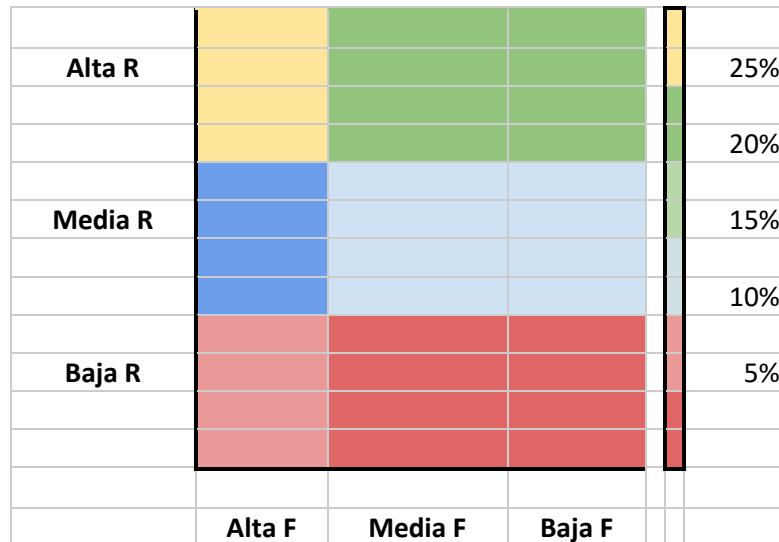 Alta R 25%
20%
Media R 15%
10%
Baja R 5%
Alta F Media F Baja F